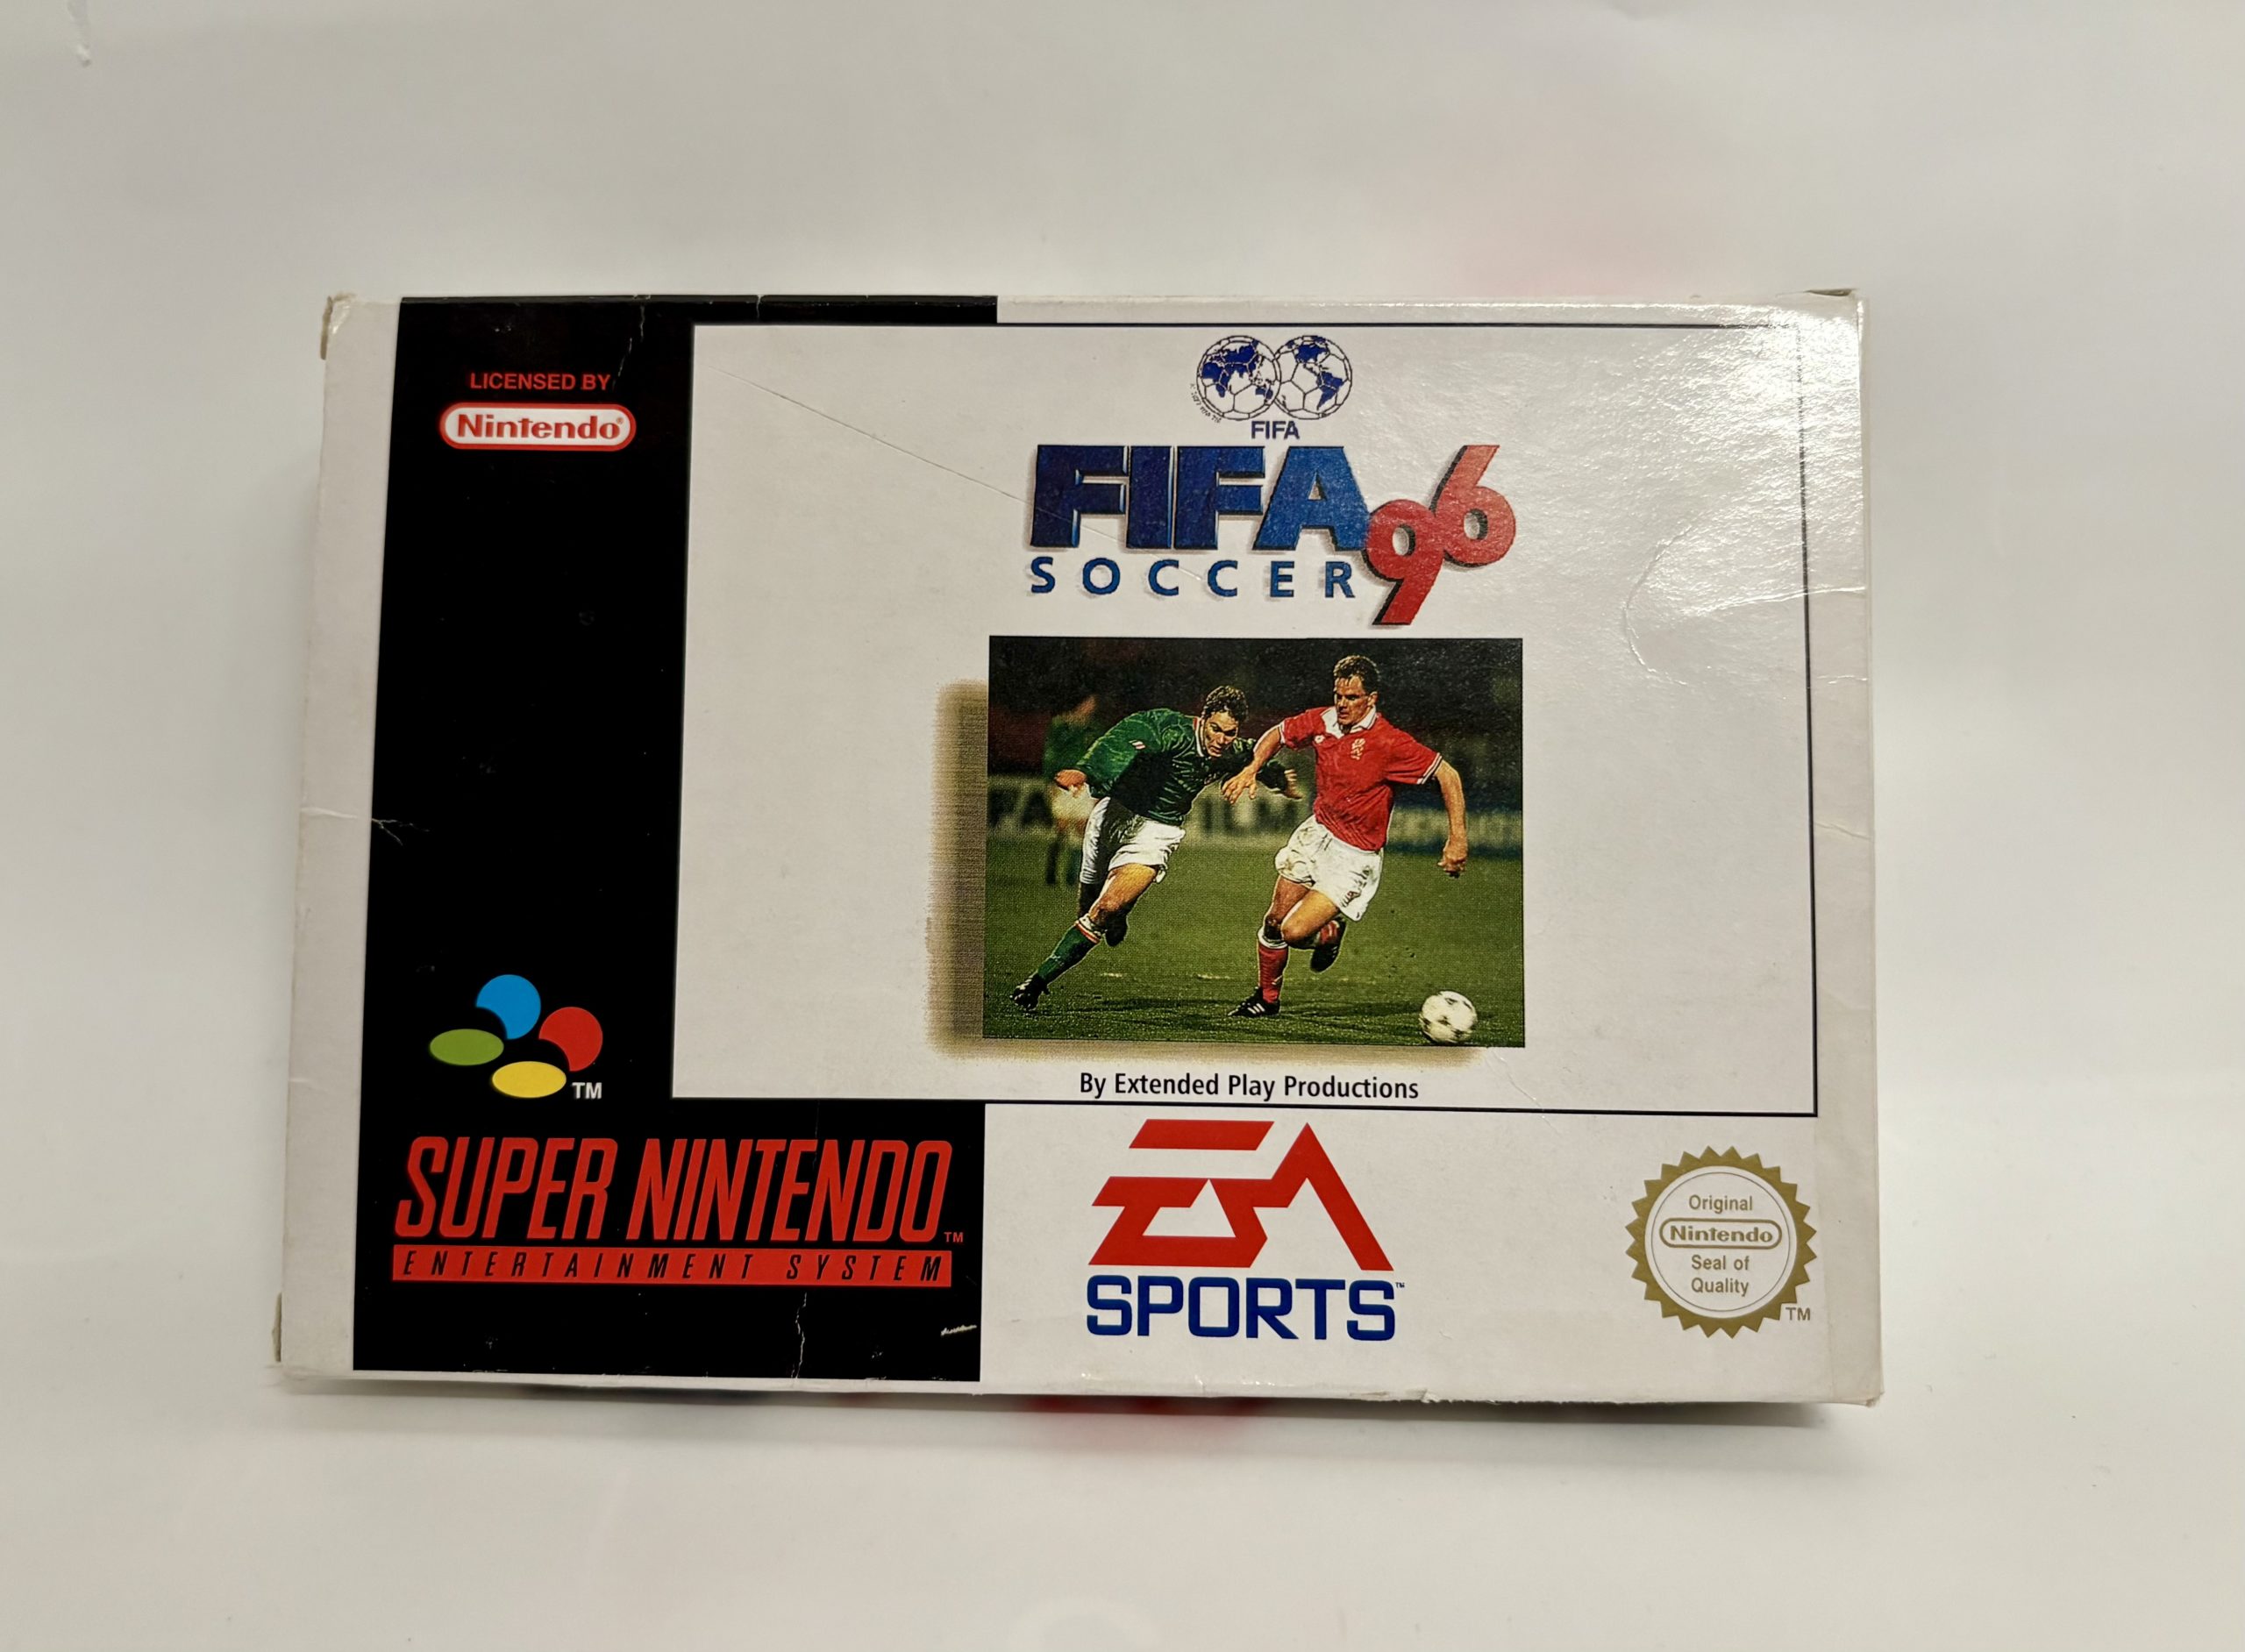 LICENSED BY
Nintendo
FIFA
FIFA 96
SOCCER
By Extended Play Productions
TM
SUPER NINTENDO TM
ENTERTAINMENT SYSTEM
EA
SPORTS™
Original
Nintendo
Seal of
Quality
TM